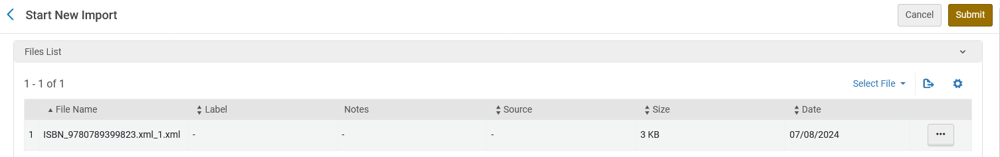 Start New Import
Cancel
Submit
Files List
1 - 1 of 1
Select File
File Name Label Notes Source Size Date
1 ISBN_9780789399823.xml_1.xml - - - 3 KB 07/08/2024